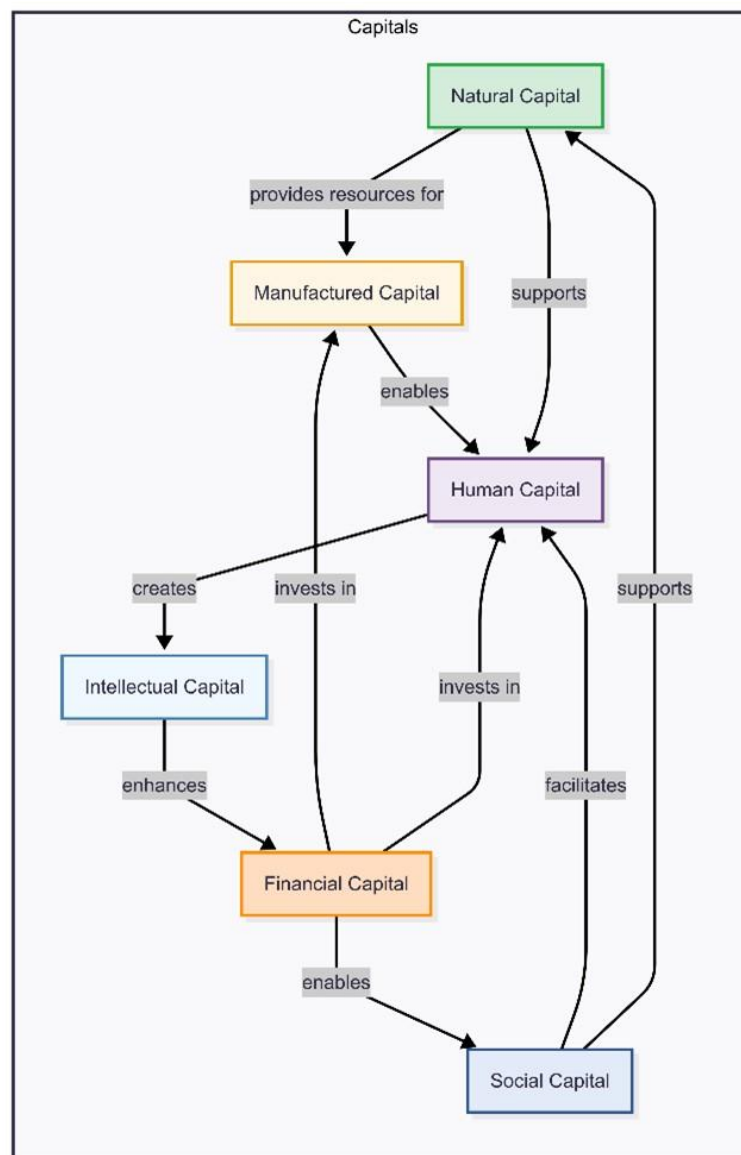 Capitals
Natural Capital
provides resources for
Manufactured Capital
supports
enables
Human Capital
creates
invests in
supports
Intellectual Capital
invests in
enhances
facilitates
Financial Capital
enables
Social Capital